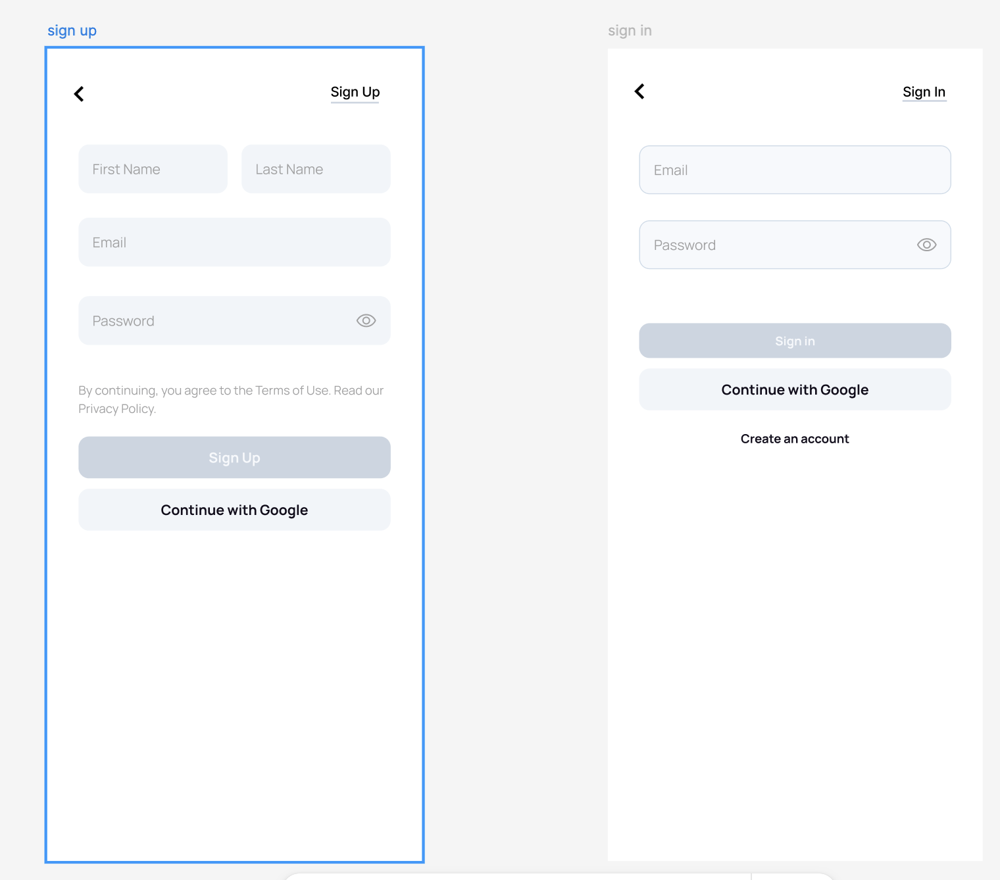 sign up
Sign Up
First Name
Last Name
Email
Password
By continuing, you agree to the Terms of Use. Read our
Privacy Policy.
Sign Up
Continue with Google
sign in
Sign In
Email
Password
Sign in
Continue with Google
Create an account